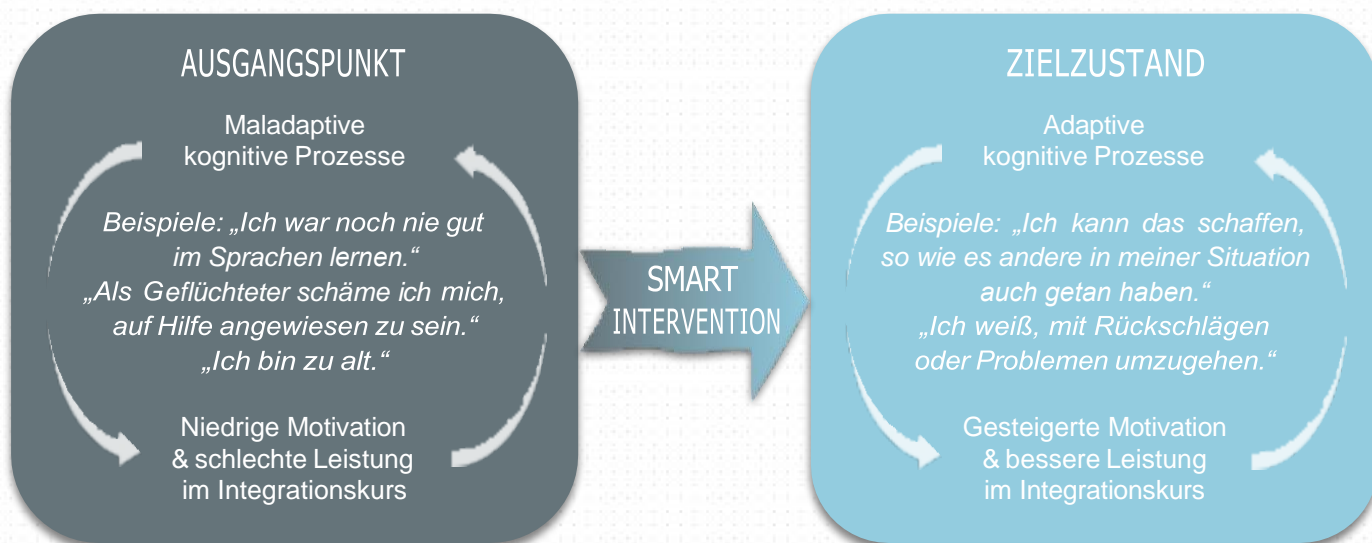 AUSGANGSPUNKT
Maladaptive
kognitive Prozesse
Beispiele: „Ich war noch nie gut
im Sprachen lernen.“
„Als Geflüchteter schäme ich mich,
auf Hilfe angewiesen zu sein.“
„Ich bin zu alt.“
Niedrige Motivation
& schlechte Leistung
im Integrationskurs
SMART
INTERVENTION
ZIELZUSTAND
Adaptive
kognitive Prozesse
Beispiele: „Ich kann das schaffen,
so wie es andere in meiner Situation
auch getan haben.“
„Ich weiß, mit Rückschlägen
oder Problemen umzugehen.“
Gesteigerte Motivation
& bessere Leistung
im Integrationskurs